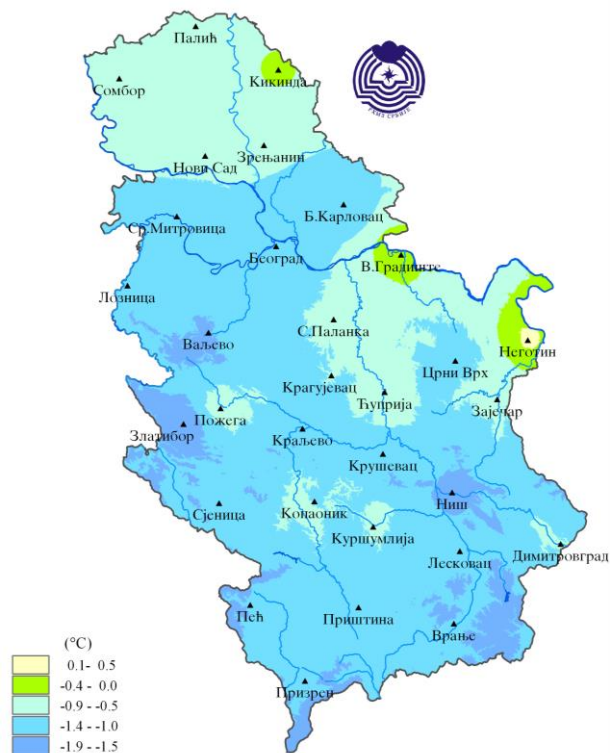 Палић
Кикинда
Сомбор
РХМЗ СРБИЈЕ
Зрењанин
Нови Сад
Б.Карловац
Ср.Митровица
Београд
В.Градиште
Лозница
С.Паланка
Ваљево
Неготин
Црни Врх
Крагујевац
Ћуприја
Зајечар
Пожега
Златибор
Краљево
Крушевац
Ниш
Сјеница
Копаоник
Куршумлија
Димитровград
Лесковац
Пећ
Приштина
Врање
Призрен
(°C)
0.1- 0.5
-0.4 - 0.0
-0.9 - -0.5
-1.4 - -1.0
-1.9 - -1.5